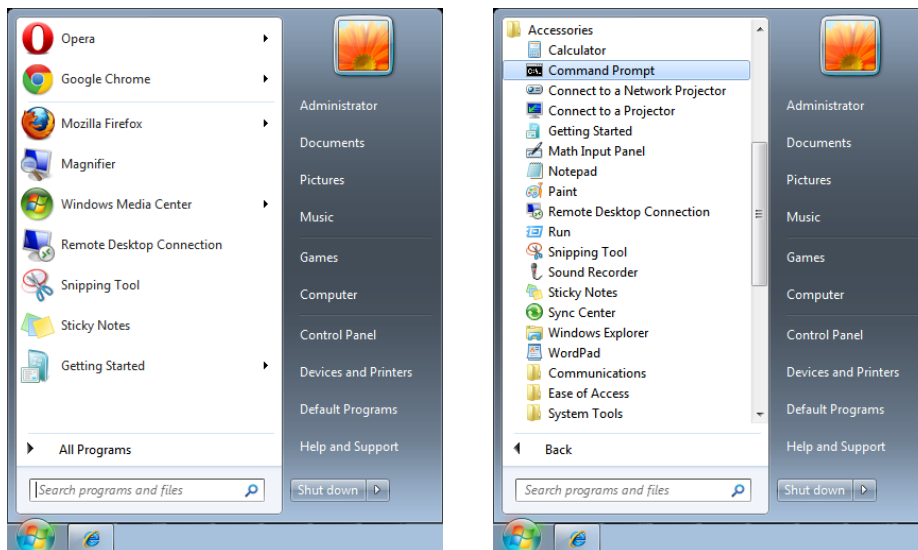 Opera
Google Chrome
Mozilla Firefox
Magnifier
Windows Media Center
Remote Desktop Connection
Snipping Tool
Sticky Notes
Getting Started
All Programs
Search programs and files
Administrator
Documents
Pictures
Music
Games
Computer
Control Panel
Devices and Printers
Default Programs
Help and Support
Shut down
Accessories
Calculator
C:\.
Command Prompt
Connect to a Network Projector
Connect to a Projector
Getting Started
Math Input Panel
Notepad
Paint
Remote Desktop Connection
Run
Snipping Tool
Sound Recorder
Sticky Notes
Sync Center
Windows Explorer
WordPad
Communications
Ease of Access
System Tools
Back
Search programs and files
Administrator
Documents
Pictures
Music
Games
Computer
Control Panel
Devices and Printers
Default Programs
Help and Support
Shut down